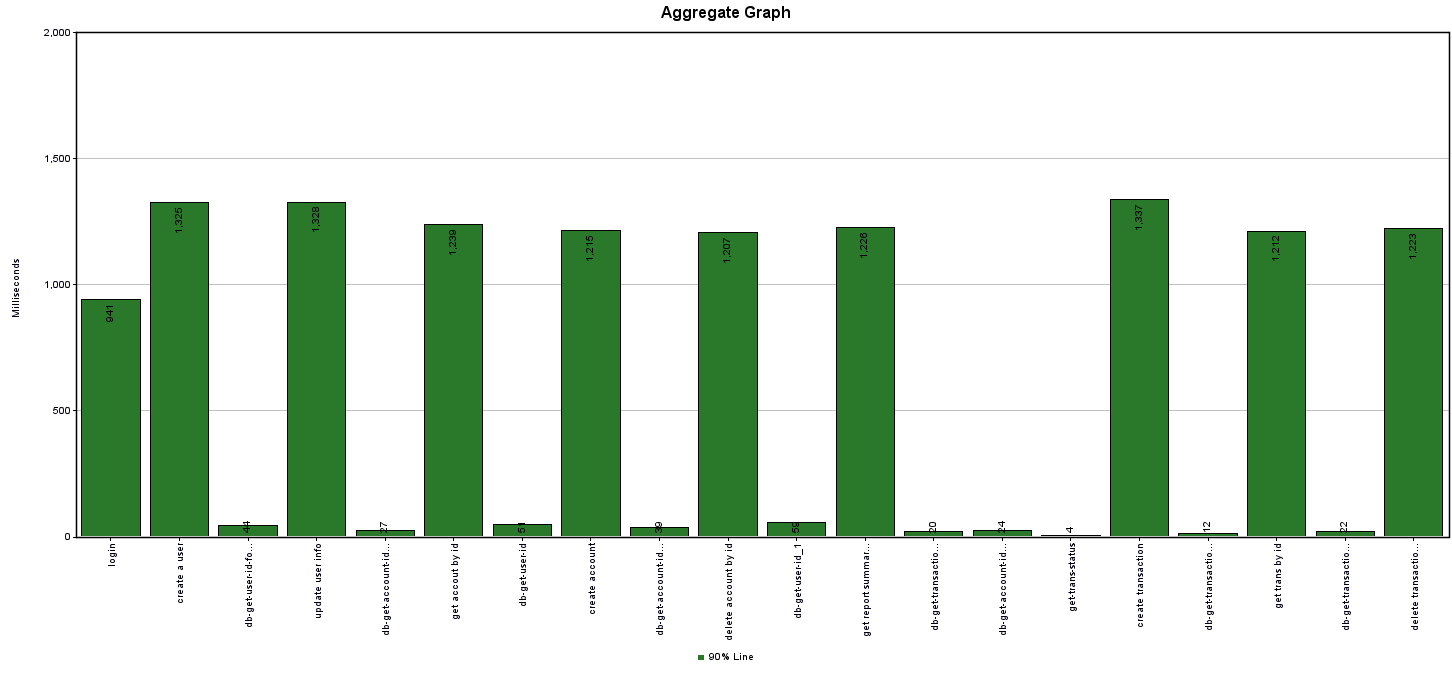 Aggregate Graph
2,000
1,500
1,000
500
0
Milliseconds
941
1,325
44
1,328
27
1,239
51
1,215
39
1,207
59
1,226
20
24
4
1,337
12
1,212
22
1,223
login
create a user
db-get-user-id-fo...
update user info
db-get-account-id...
get accout by id
db-get-user-id
create account
db-get-account-id...
delete account by id
db-get-user-id_1
get report summar...
db-get-transactio...
db-get-account-id...
get-trans-status
create transaction
db-get-transactio...
get trans by id
db-get-transactio...
delete transactio...
90% Line